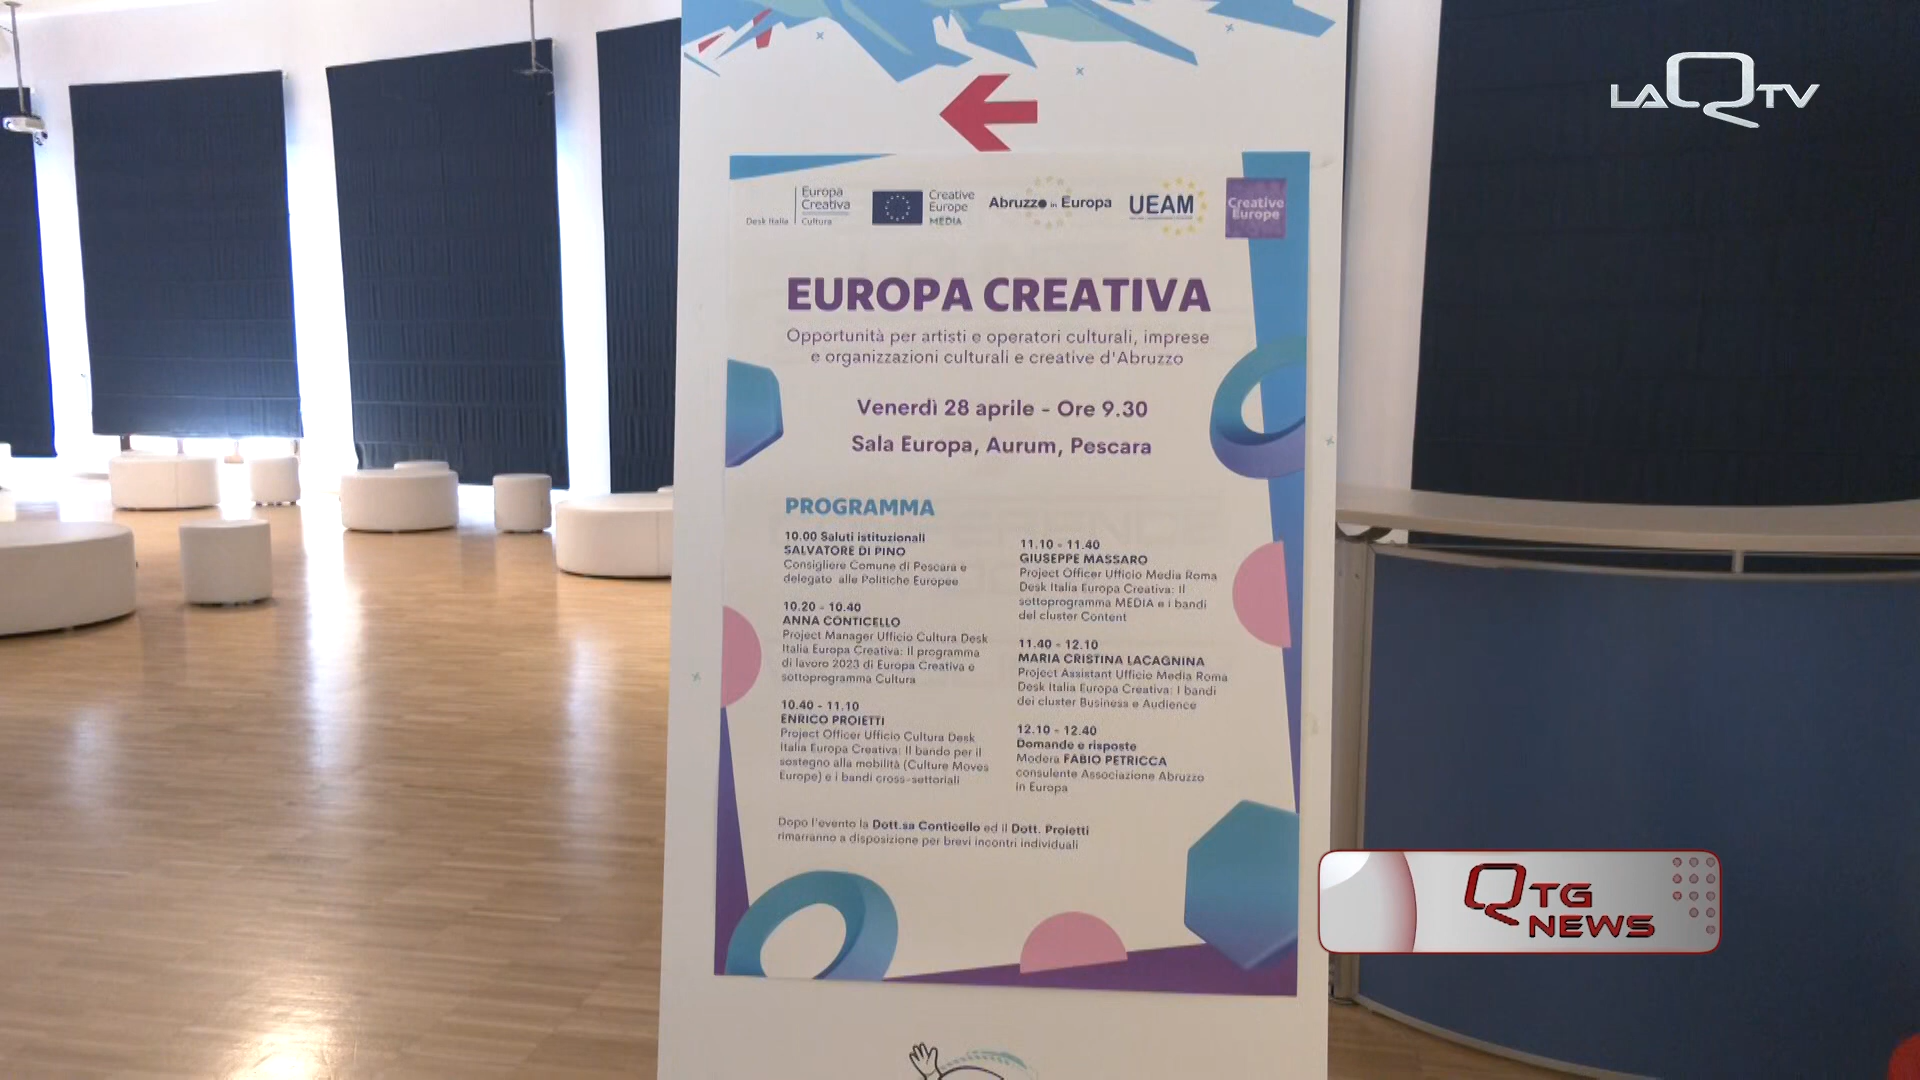 LAQTV
Europa
Creativa
Desk Italia
Cultura
Creative
Europe
MEDIA
Abruzzo in Europa
UEAM
Creative
Europe
EUROPA CREATIVA
Opportunità per artisti e operatori culturali, imprese
e organizzazioni culturali e creative d'Abruzzo
Venerdì 28 aprile - Ore 9.30
Sala Europa, Aurum, Pescara
PROGRAMMA
10.00 Saluti istituzionali
SALVATORE DI PINO
Consigliere Comune di Pescara e
delegato alle Politiche Europee
10.20 - 10.40
ANNA CONTICELLO
Project Manager Ufficio Cultura Desk
Italia Europa Creativa: Il programma
di lavoro 2023 di Europa Creativa e
sottoprogramma Cultura
10.40 - 11.10
ENRICO PROIETTI
Project Officer Ufficio Cultura Desk
Italia Europa Creativa: Il bando per il
sostegno alla mobilità (Culture Moves
Europe) e i bandi cross-settoriali
11.10 - 11.40
GIUSEPPE MASSARO
Project Officer Ufficio Media Roma
Desk Italia Europa Creativa: Il
sottoprogramma MEDIA e i bandi
del cluster Content
11.40 - 12.10
MARIA CRISTINA LACAGNINA
Project Assistant Ufficio Media Roma
Desk Italia Europa Creativa: I bandi
dei cluster Business e Audience
12.10 - 12.40
Domande e risposte
Modera FABIO PETRICCA
consulente Associazione Abruzzo
in Europa
Dopo l'evento la Dott.sa Conticello ed il Dott. Proietti
rimarranno a disposizione per brevi incontri individuali
QTG
NEWS